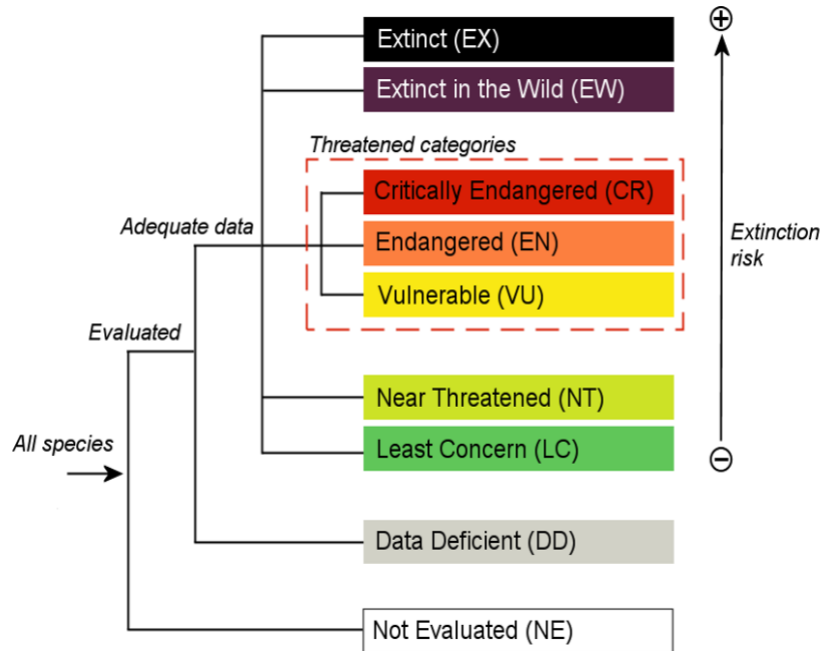 Extinct (EX)
Extinct in the Wild (EW)
Threatened categories
Critically Endangered (CR)
Adequate data
Endangered (EN)
Extinction
risk
Vulnerable (VU)
Evaluated
Near Threatened (NT)
All species
Least Concern (LC)
Data Deficient (DD)
Not Evaluated (NE)